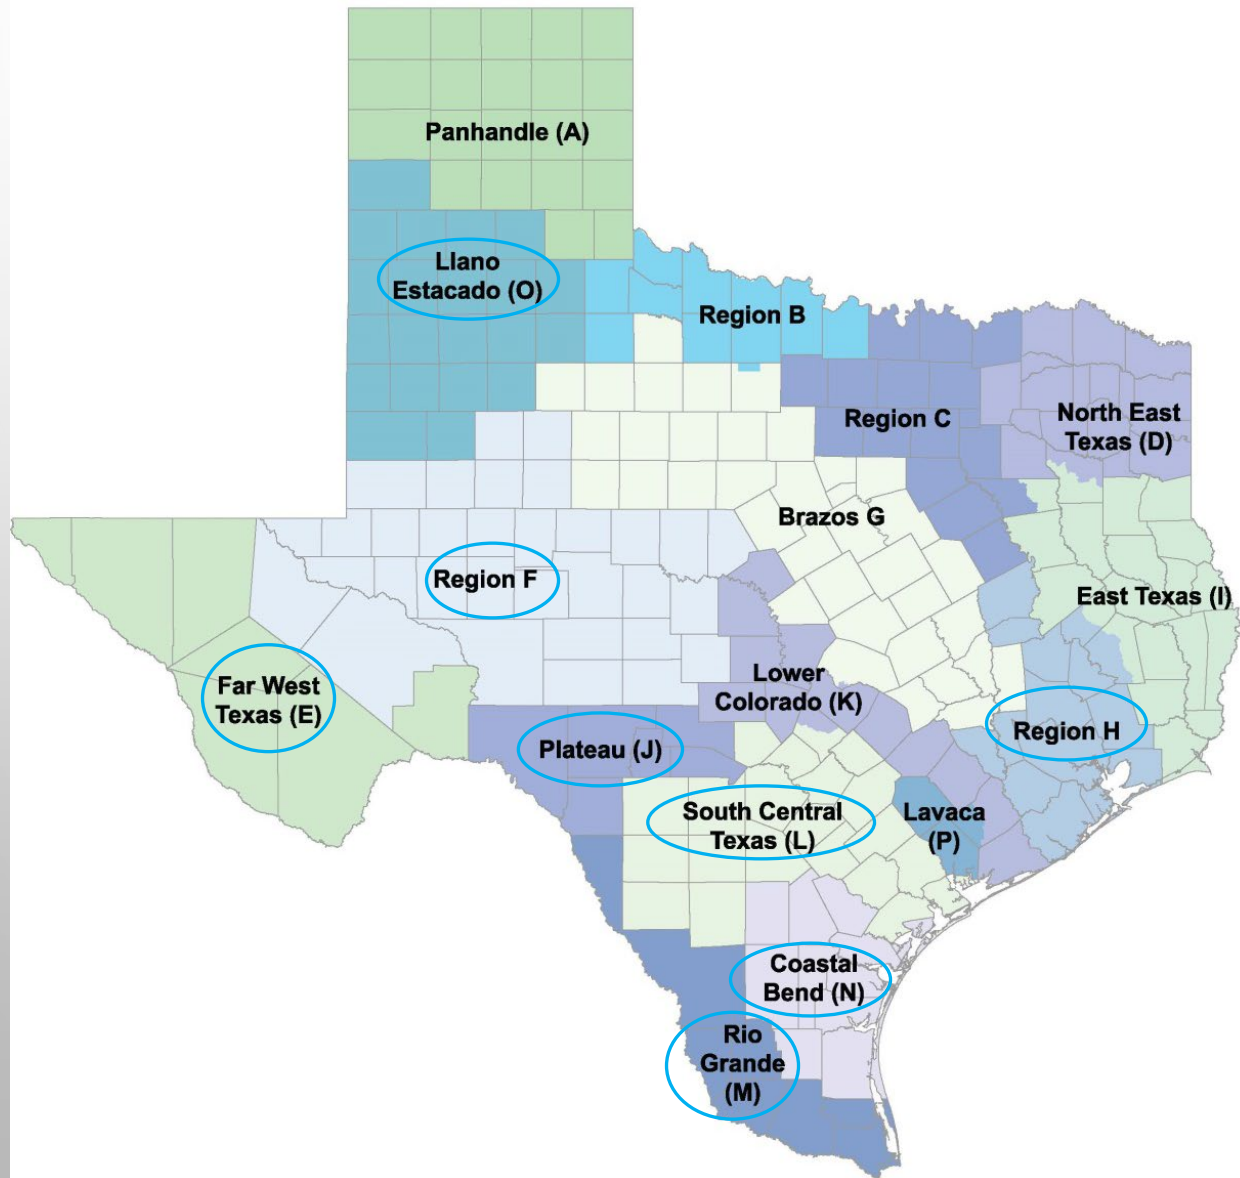 Panhandle (A)
Llano
Estacado (O)
Region B
Region C
North East
Texas (D)
Brazos G
Region F
East Texas (I)
Far West
Texas (E)
Lower
Colorado (K)
Region H
Plateau (J)
South Central
Texas (L)
Lavaca
(P)
Coastal
Bend (N)
Rio
Grande
(M)